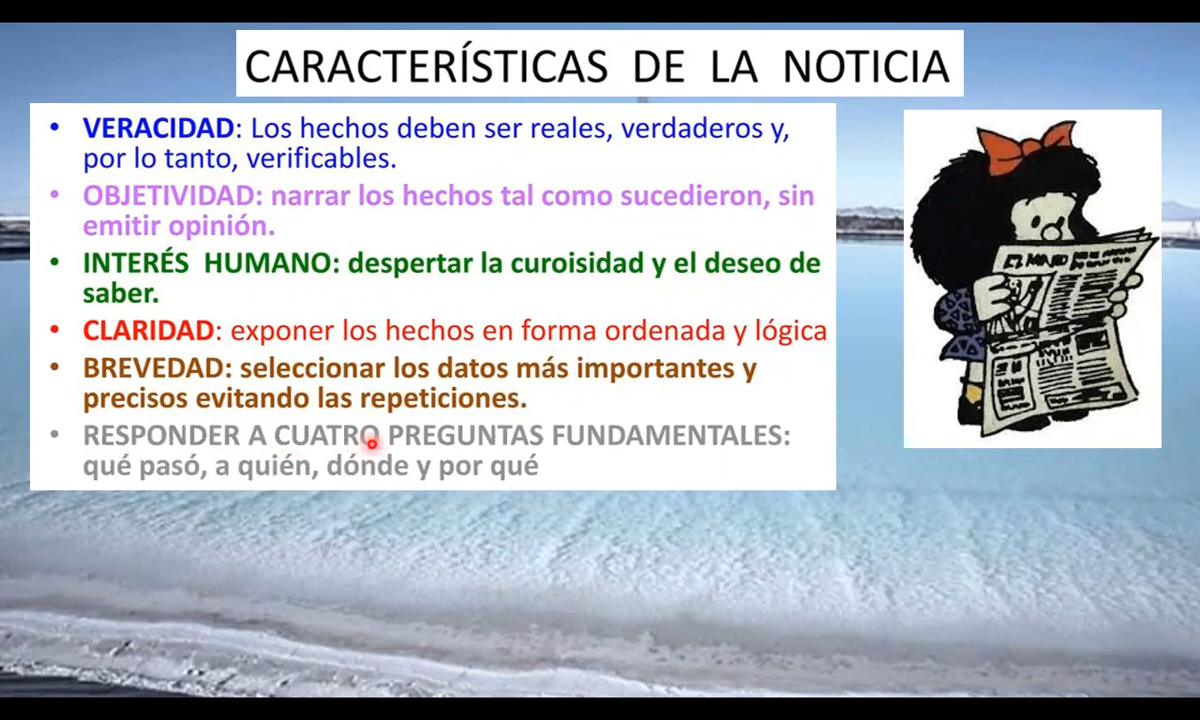 CARACTERÍSTICAS DE LA NOTICIA
• VERACIDAD: Los hechos deben ser reales, verdaderos y,
por lo tanto, verificables.
• OBJETIVIDAD: narrar los hechos tal como sucedieron, sin
emitir opinión.
• INTERÉS HUMANO: despertar la curoisidad y el deseo de
saber.
• CLARIDAD: exponer los hechos en forma ordenada y lógica
• BREVEDAD: seleccionar los datos más importantes y
precisos evitando las repeticiones.
• RESPONDER A CUATRO PREGUNTAS FUNDAMENTALES:
qué pasó, a quién, dónde y por qué